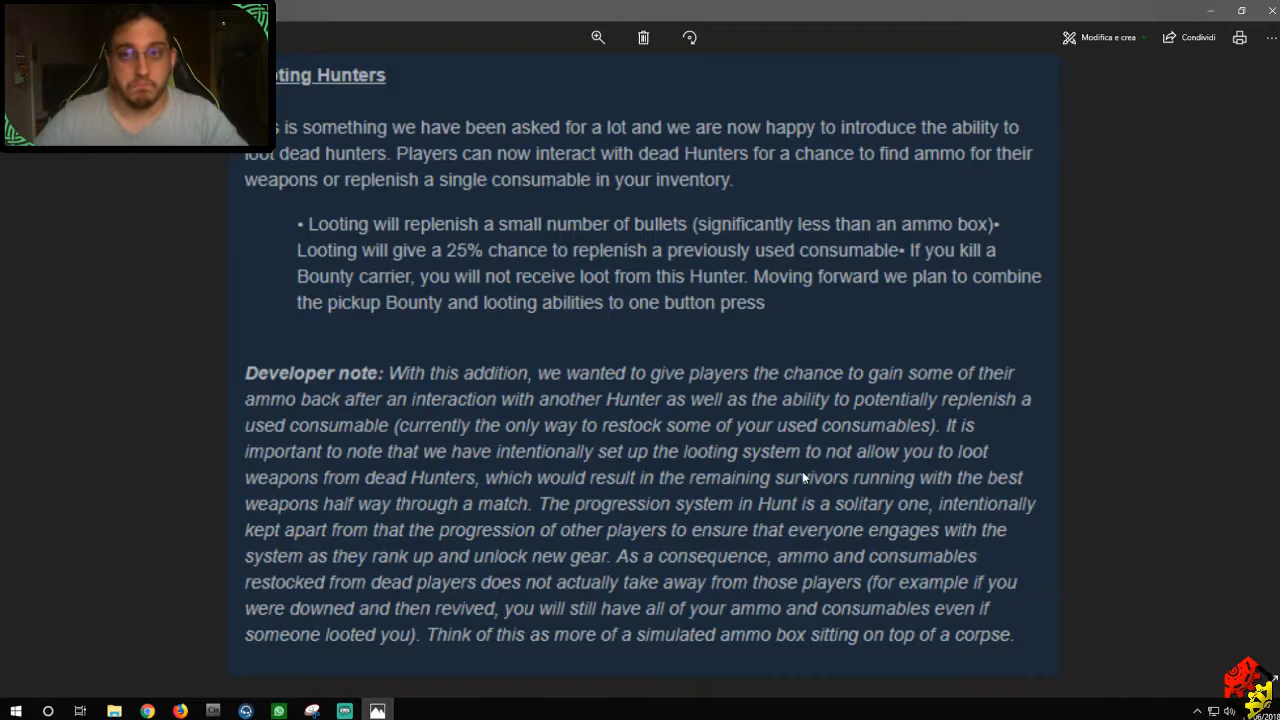 Modifica e crea
Condividi
ting Hunters
is something we have been asked for a lot and we are now happy to introduce the ability to
loot dead hunters. Players can now interact with dead Hunters for a chance to find ammo for their
weapons or replenish a single consumable in your inventory.
• Looting will replenish a small number of bullets (significantly less than an ammo box)•
Looting will give a 25% chance to replenish a previously used consumable• If you kill a
Bounty carrier, you will not receive loot from this Hunter. Moving forward we plan to combine
the pickup Bounty and looting abilities to one button press
Developer note: With this addition, we wanted to give players the chance to gain some of their
ammo back after an interaction with another Hunter as well as the ability to potentially replenish a
used consumable (currently the only way to restock some of your used consumables). It is
important to note that we have intentionally set up the looting system to not allow you to loot
weapons from dead Hunters, which would result in the remaining survivors running with the best
weapons half way through a match. The progression system in Hunt is a solitary one, intentionally
kept apart from that the progression of other players to ensure that everyone engages with the
system as they rank up and unlock new gear. As a consequence, ammo and consumables
restocked from dead players does not actually take away from those players (for example if you
were downed and then revived, you will still have all of your ammo and consumables even if
someone looted you). Think of this as more of a simulated ammo box sitting on top of a corpse.
CM
06/2018